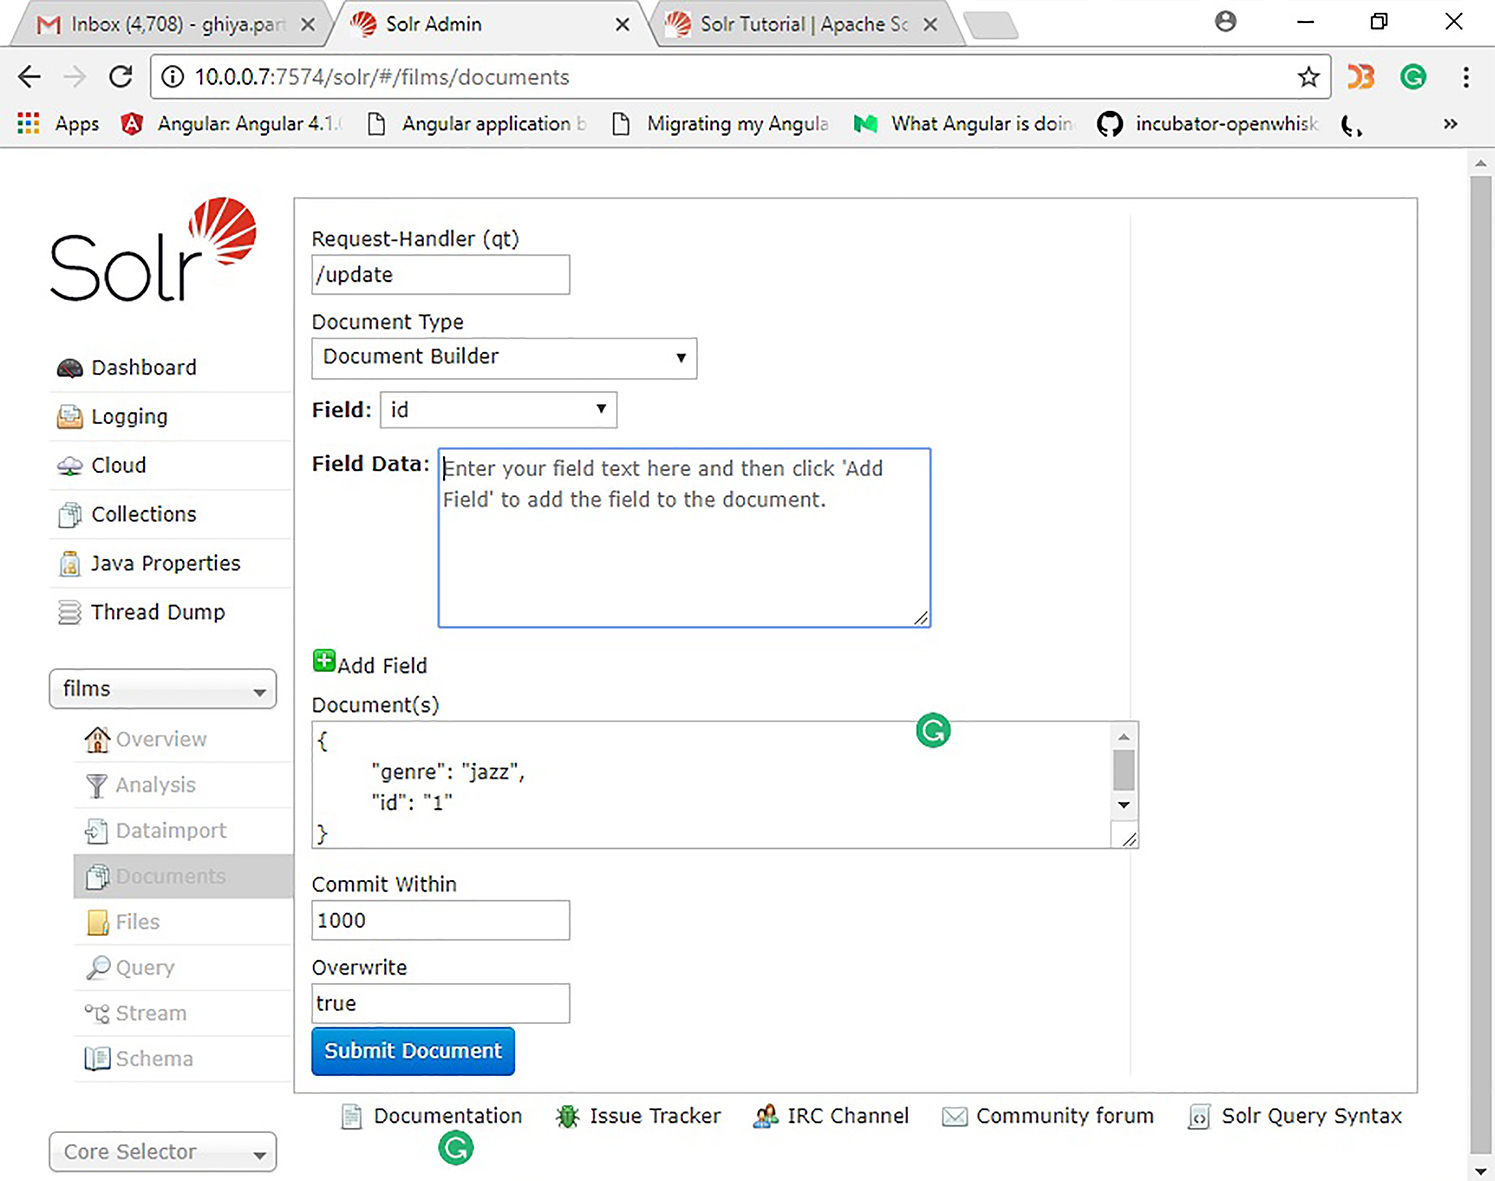 Inbox (4,708) - ghiya.part
Solr Admin
Solr Tutorial | Apache So
10.0.0.7:7574/solr/#/films/documents
Apps
Angular: Angular 4.1.0
Angular application b
Migrating my Angula
What Angular is doin
incubator-openwhisk
Solr
Dashboard
Logging
Cloud
Collections
Java Properties
Thread Dump
films
Overview
Analysis
Dataimport
Documents
Files
Query
Stream
Schema
Core Selector
Request-Handler (qt)
/update
Document Type
Document Builder
Field: id
Field Data: Enter your field text here and then click 'Add
Field' to add the field to the document.
Add Field
Document(s)
{
"genre": "jazz",
"id": "1"
}
Commit Within
1000
Overwrite
true
Submit Document
Documentation
Issue Tracker
IRC Channel
Community forum
Solr Query Syntax